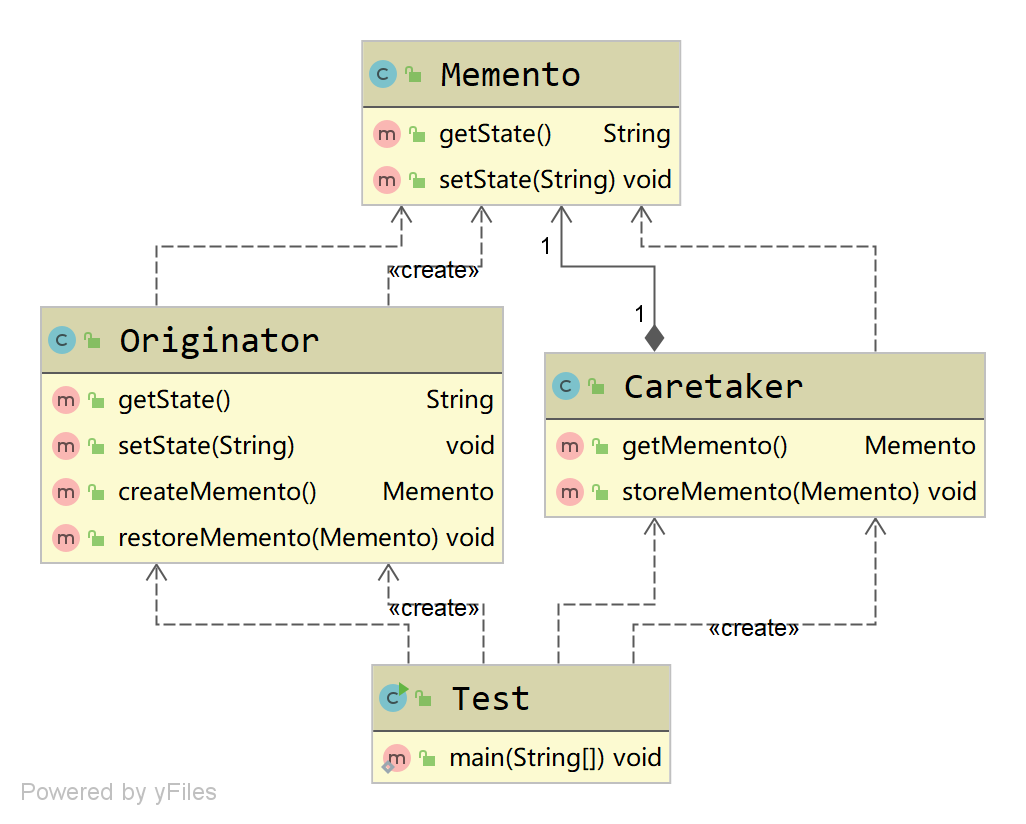 C Memento
m getState() String
m setState(String) void
1
«create»
1
C Originator
m getState() String
m setState(String) void
m createMemento() Memento
m restoreMemento(Memento) void
C Caretaker
m getMemento() Memento
m storeMemento(Memento) void
«create»
«create»
C Test
m main(String[]) void
Powered by yFiles